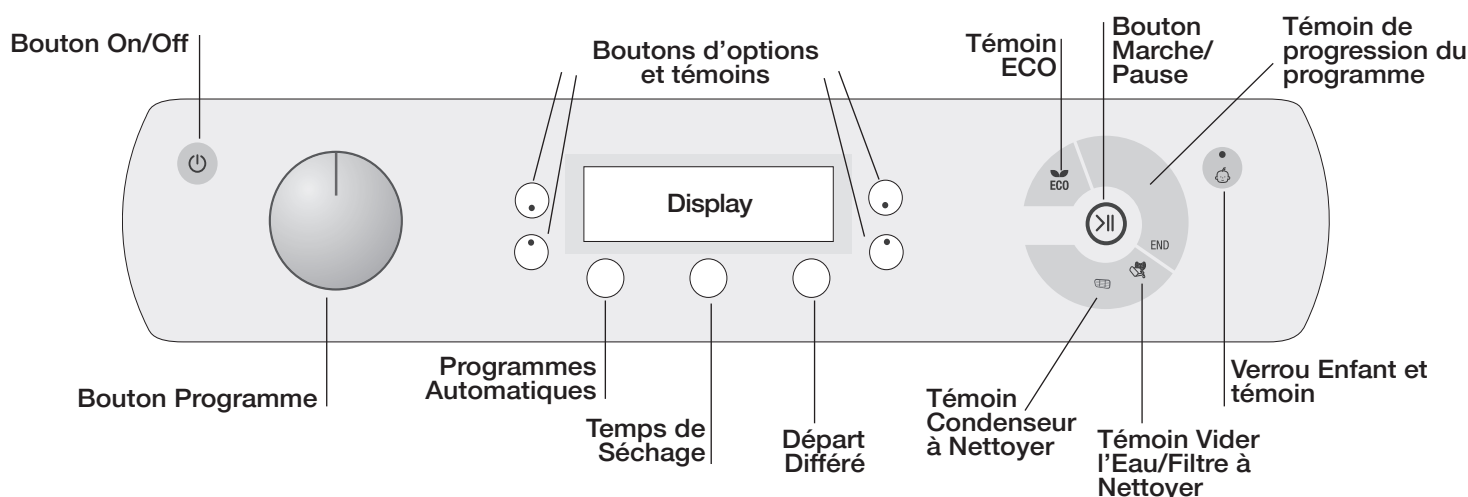 Bouton On/Off
Boutons d’options
et témoins
Témoin
ECO
Bouton
Marche/
Pause
Témoin de
progression du
programme
Display
ECO
END
Bouton Programme
Programmes
Automatiques
Temps de
Séchage
Départ
Différé
Témoin
Condenseur
à Nettoyer
Témoin Vider
l’Eau/Filtre à
Nettoyer
Verrou Enfant et
témoin